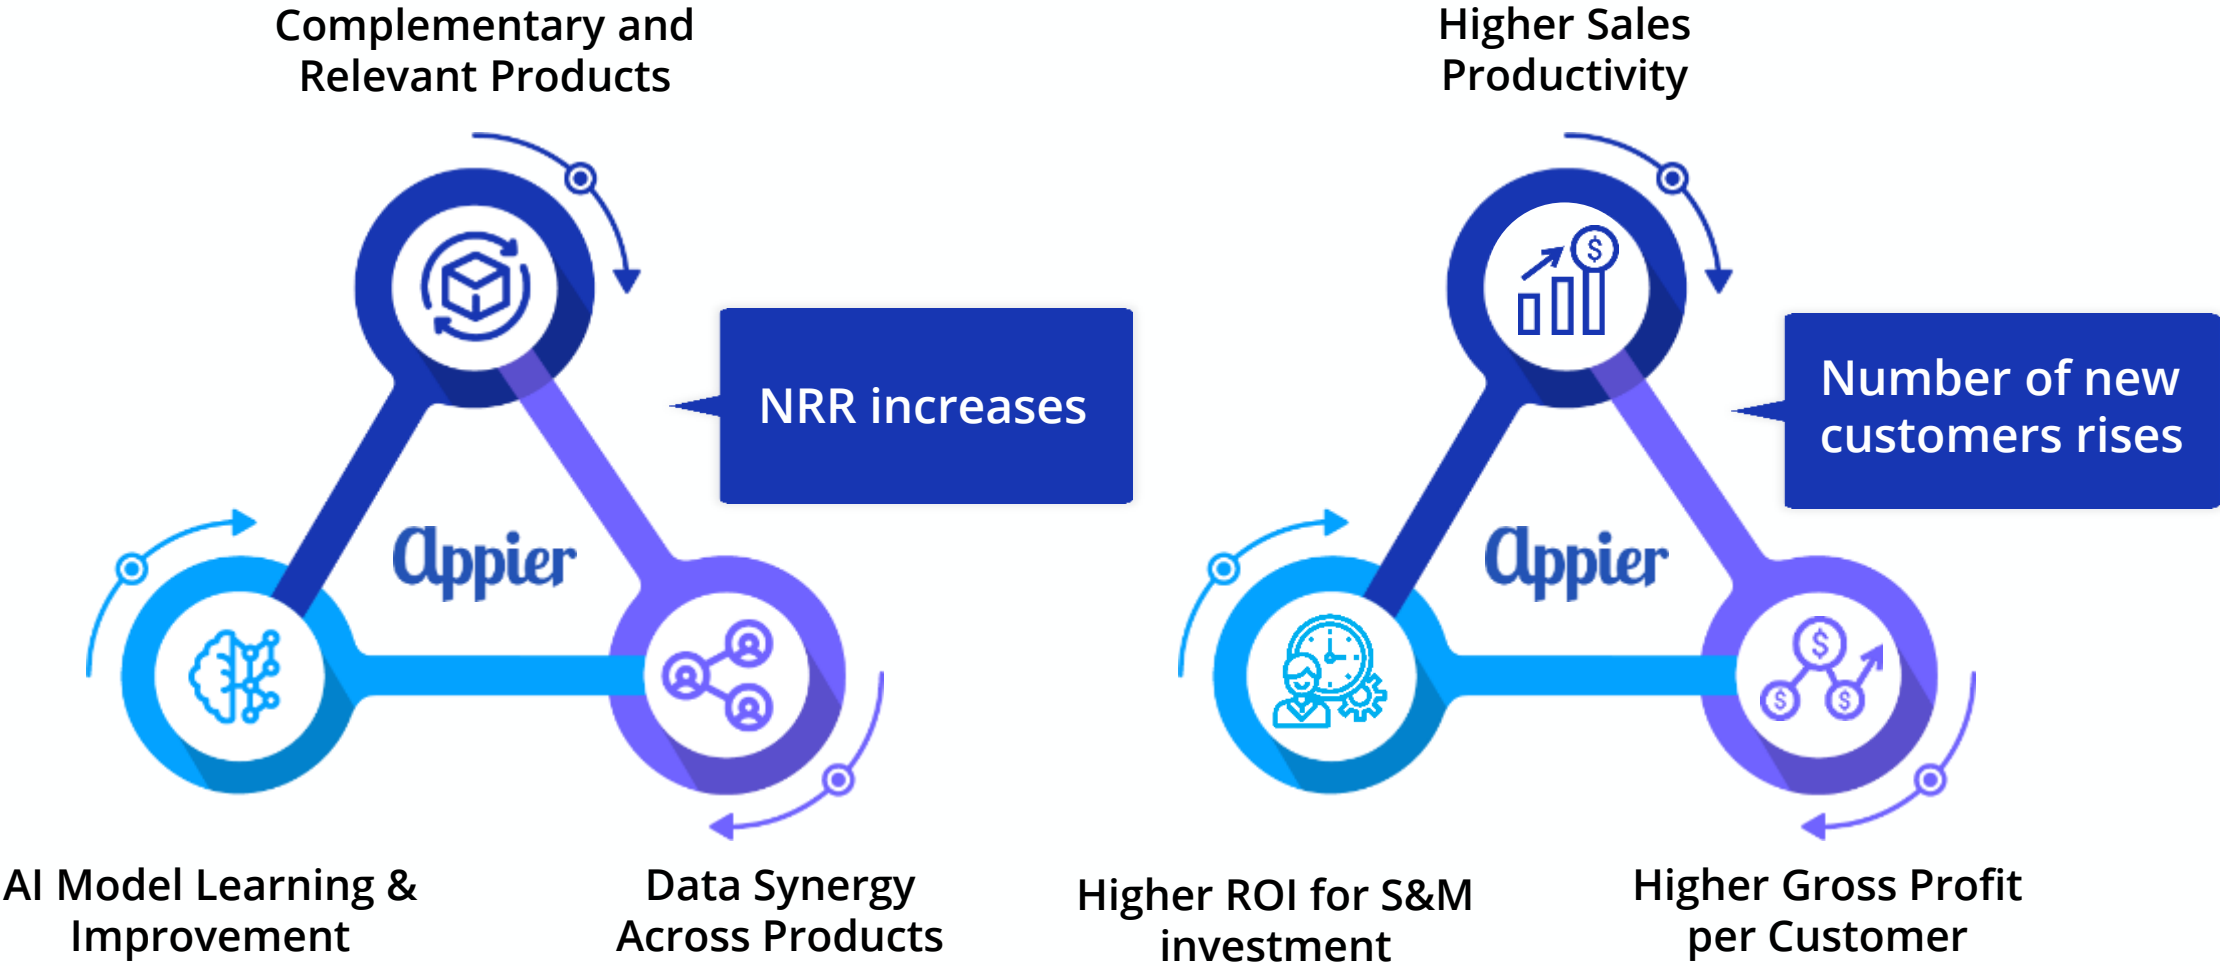 Complementary and
Relevant Products
NRR increases
appier
AI Model Learning &
Improvement
Data Synergy
Across Products
Higher Sales
Productivity
$
Number of new
customers rises
appier
$
$
$
Higher ROI for S&M
investment
Higher Gross Profit
per Customer